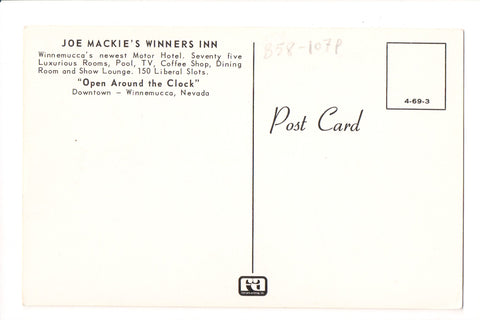 JOE MACKIE'S WINNERS INN
Winnemucca's newest Motor Hotel. Seventy five
Luxurious Rooms, Pool, TV, Coffee Shop, Dining
Room and Show Lounge. 150 Liberal Slots.
"Open Around the Clock"
Downtown – Winnemucca, Nevada
858-107P
4-69-3
Post Card